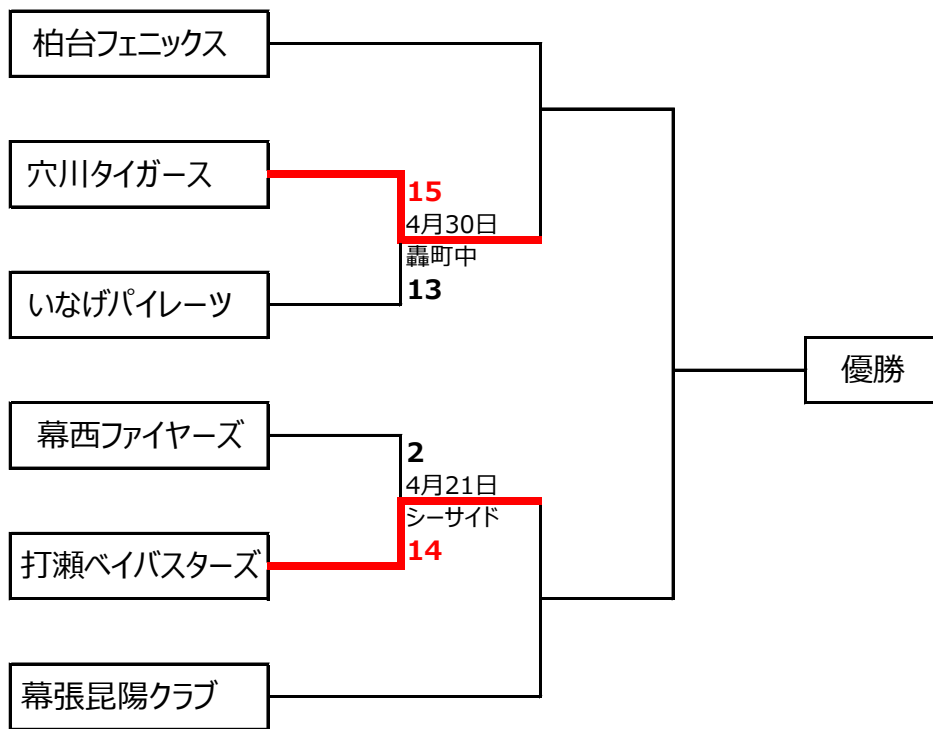 柏台フェニックス
穴川タイガース
15
4月30日
轟町中
13
いなげパイレーツ
優勝
幕西ファイヤーズ
2
4月21日
シーサイド
14
打瀬ベイバスターズ
幕張昆陽クラブ